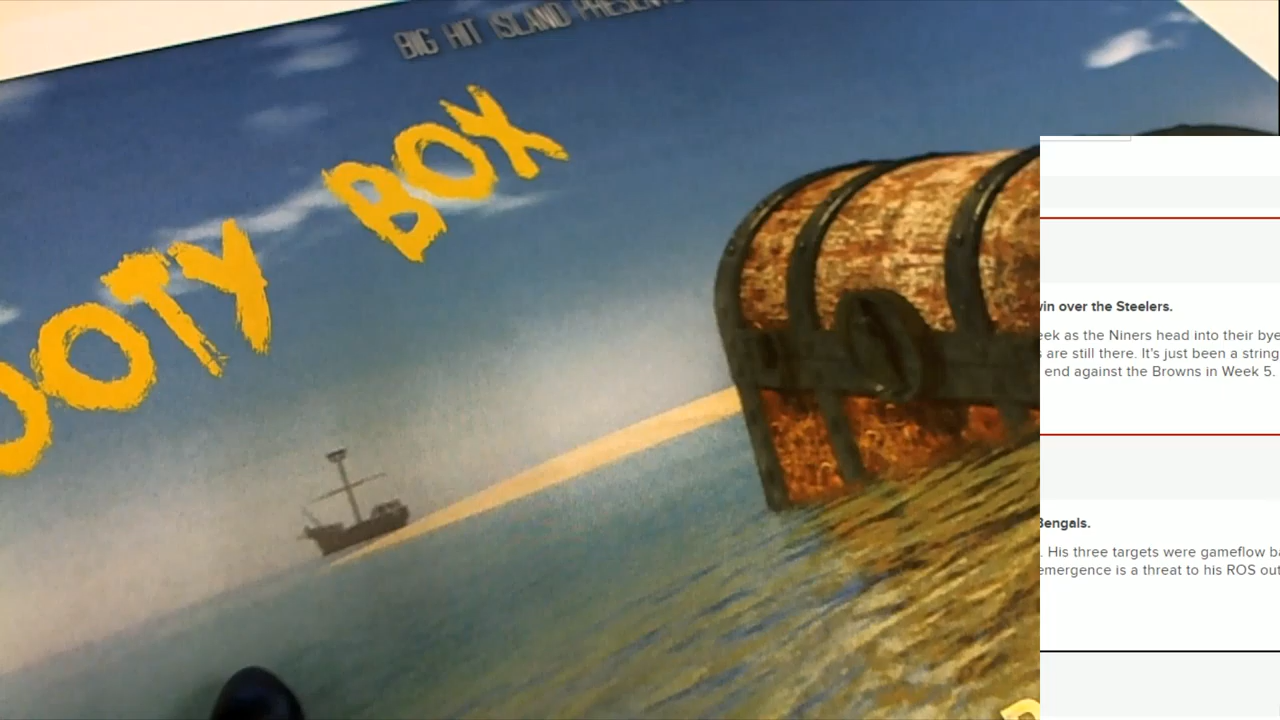 BIG HIT ISLAND PRESENTS
OOTY BOX
win over the Steelers.
eek as the Niners head into their bye
s are still there. It's just been a string
end against the Browns in Week 5.
Bengals.
. His three targets were gameflow ba
emergence is a threat to his ROS out